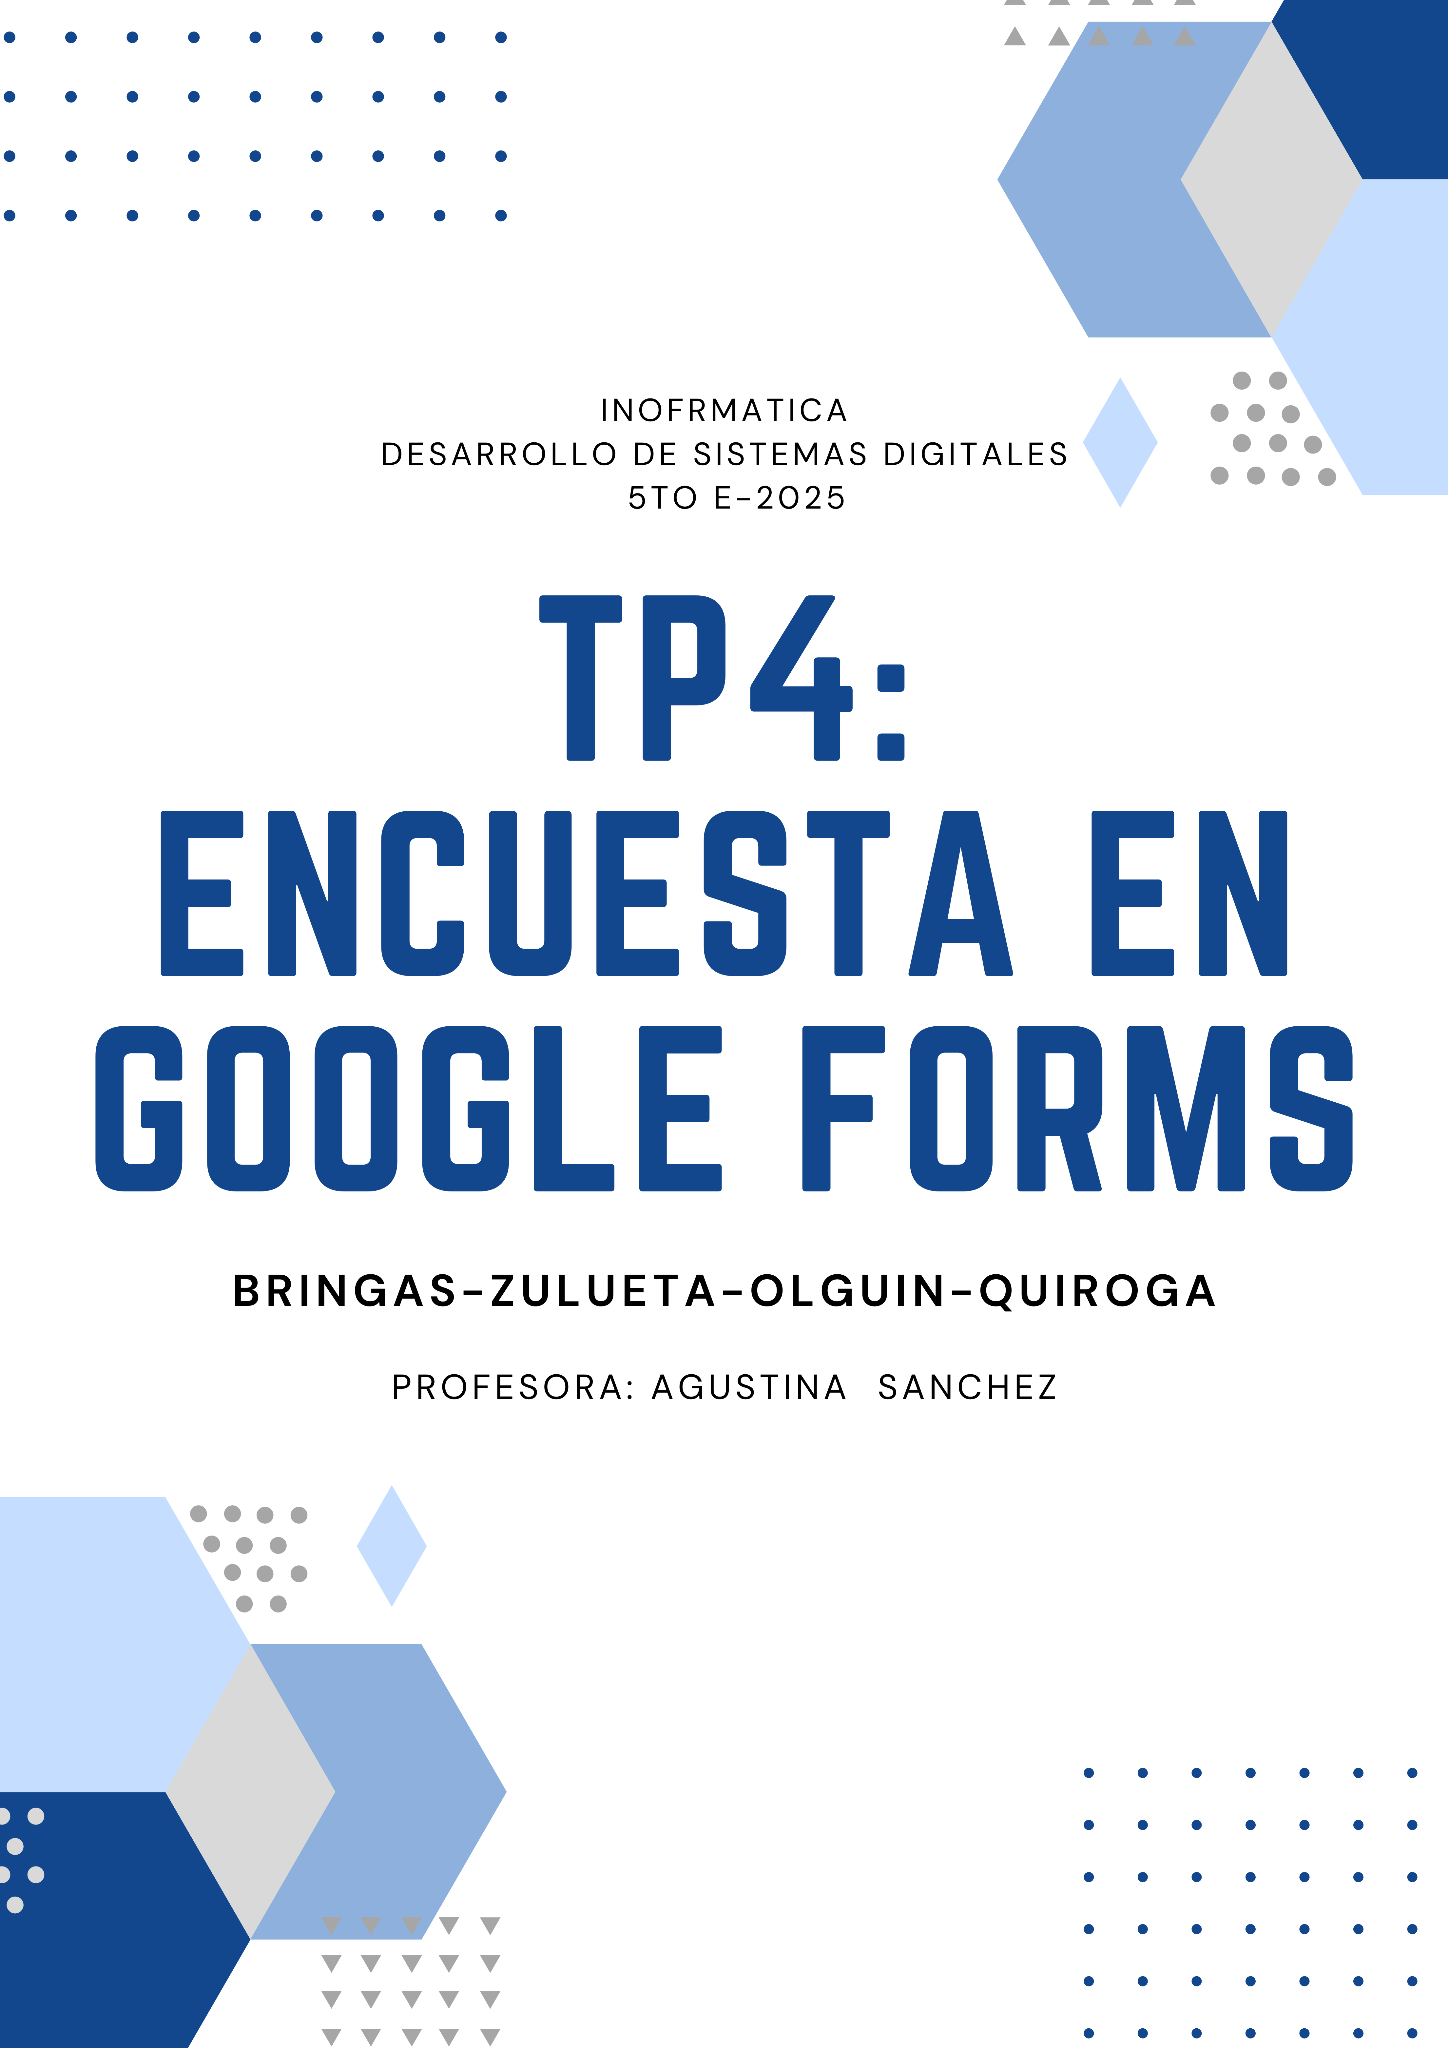 INOFRMATICA
DESARROLLO DE SISTEMAS DIGITALES
5TO E-2025
TP4:
ENCUESTA EN
GOOGLE FORMS
BRINGAS-ZULUETA-OLGUIN-QUIROGA
PROFESORA: AGUSTINA  SANCHEZ